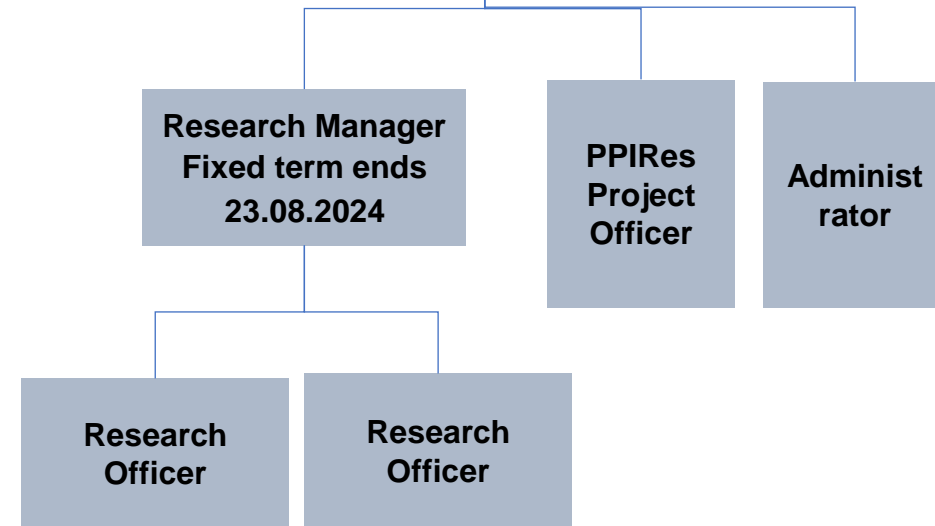 Research Manager
Fixed term ends
23.08.2024
PPIRes
Project
Officer
Administ
rator
Research
Officer
Research
Officer